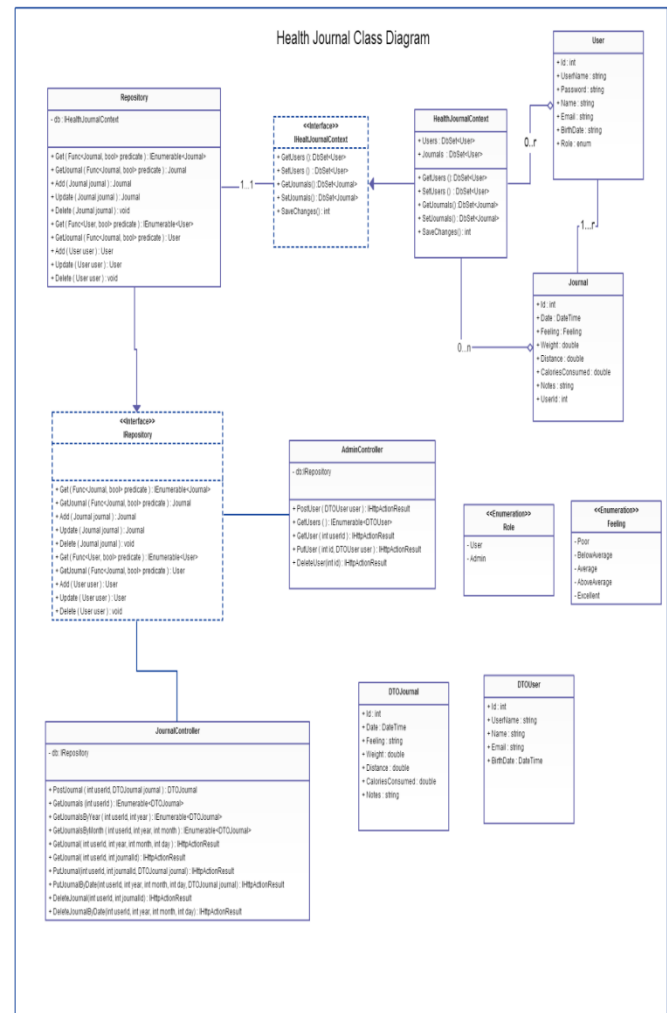 Health Journal Class Diagram
User
+ Id : int
+ UserName : string
+ Password : string
+ Name : string
+ Email : string
+ BirthDate : string
+ Role : enum
Repository
- db : IHealthJournalContext
+ Get ( Func<Journal, bool> predicate ) : IEnumerable<Journal>
+ GetJournal ( Func<Journal, bool> predicate ) : Journal
+ Add ( Journal journal ) : Journal
+ Update ( Journal journal ) : Journal
+ Delete ( Journal journal ) : void
+ Get ( Func<User, bool> predicate ) : IEnumerable<User>
+ GetJournal ( Func<Journal, bool> predicate ) : User
+ Add ( User user ) : User
+ Update ( User user ) : User
+ Delete ( User user ) : void
1...1
<<Interface>>
IHealtJournalContext
+ GetUsers () : DbSet<User>
+ SetUsers () : DbSet<User>
+ GetJournals() : DbSet<Journal>
+ SetJournals() : DbSet<Journal>
+ SaveChanges() : int
HealthJournalContext
+ Users : DbSet<User>
+ Journals : DbSet<User>
+ GetUsers () : DbSet<User>
+ SetUsers () : DbSet<User>
+ GetJournals() : DbSet<Journal>
+ SetJournals() : DbSet<Journal>
+ SaveChanges() : int
0..r
1...r
0...n
Journal
+ Id : int
+ Date : DateTime
+ Feeling : Feeling
+ Weight : double
+ Distance : double
+ CaloriesConsumed : double
+ Notes : string
+ UserId : int
<<Interface>>
IRepository
+ Get ( Func<Journal, bool> predicate ) : IEnumerable<Journal>
+ GetJournal ( Func<Journal, bool> predicate ) : Journal
+ Add ( Journal journal ) : Journal
+ Update ( Journal journal ) : Journal
+ Delete ( Journal journal ) : void
+ Get ( Func<User, bool> predicate ) : IEnumerable<User>
+ GetJournal ( Func<Journal, bool> predicate ) : User
+ Add ( User user ) : User
+ Update ( User user ) : User
+ Delete ( User user ) : void
AdminController
- db:IRepository
+ PostUser ( DTOUser user ) : IHttpActionResult
+ GetUsers ( ) : IEnumerable<DTOUser>
+ GetUser ( int userId ) : IHttpActionResult
+ PutUser ( int id, DTOUser user ) : IHttpActionResult
+ DeleteUser(int id) : IHttpActionResult
<<Enumeration>>
Role
- User
- Admin
<<Enumeration>>
Feeling
- Poor
- BelowAverage
- Average
- AboveAverage
- Excellent
JournalController
- db: IRepository
+ PostJournal ( int userId, DTOJournal journal ) : DTOJournal
+ GetJournals (int userId ) : IEnumerable<DTOJournal>
+ GetJournalsByYear ( int userId, int year ) : IEnumerable<DTOJournal>
+ GetJournalsByMonth ( int userId, int year, int month ) : IEnumerable<DTOJournal>
+ GetJournal( int userId, int year, int month, int day ) : IHttpActionResult
+ GetJournal( int userId, int journalId) : IHttpActionResult
+ PutJournal(int userId, int journalId, DTOJournal journal) : IHttpActionResult
+ PutJournalByDate(int userId, int year, int month, int day, DTOJournal journal) : IHttpActionResult
+ DeleteJournal(int userId, int journalId) : IHttpActionResult
+ DeleteJournalByDate(int userId, int year, int month, int day) : IHttpActionResult
DTOJournal
+ Id : int
+ Date : DateTime
+ Feeling : string
+ Weight : double
+ Distance : double
+ CaloriesConsumed : double
+ Notes : string
DTOUser
+ Id : int
+ UserName : string
+ Name : string
+ Email : string
+ BirthDate : DateTime